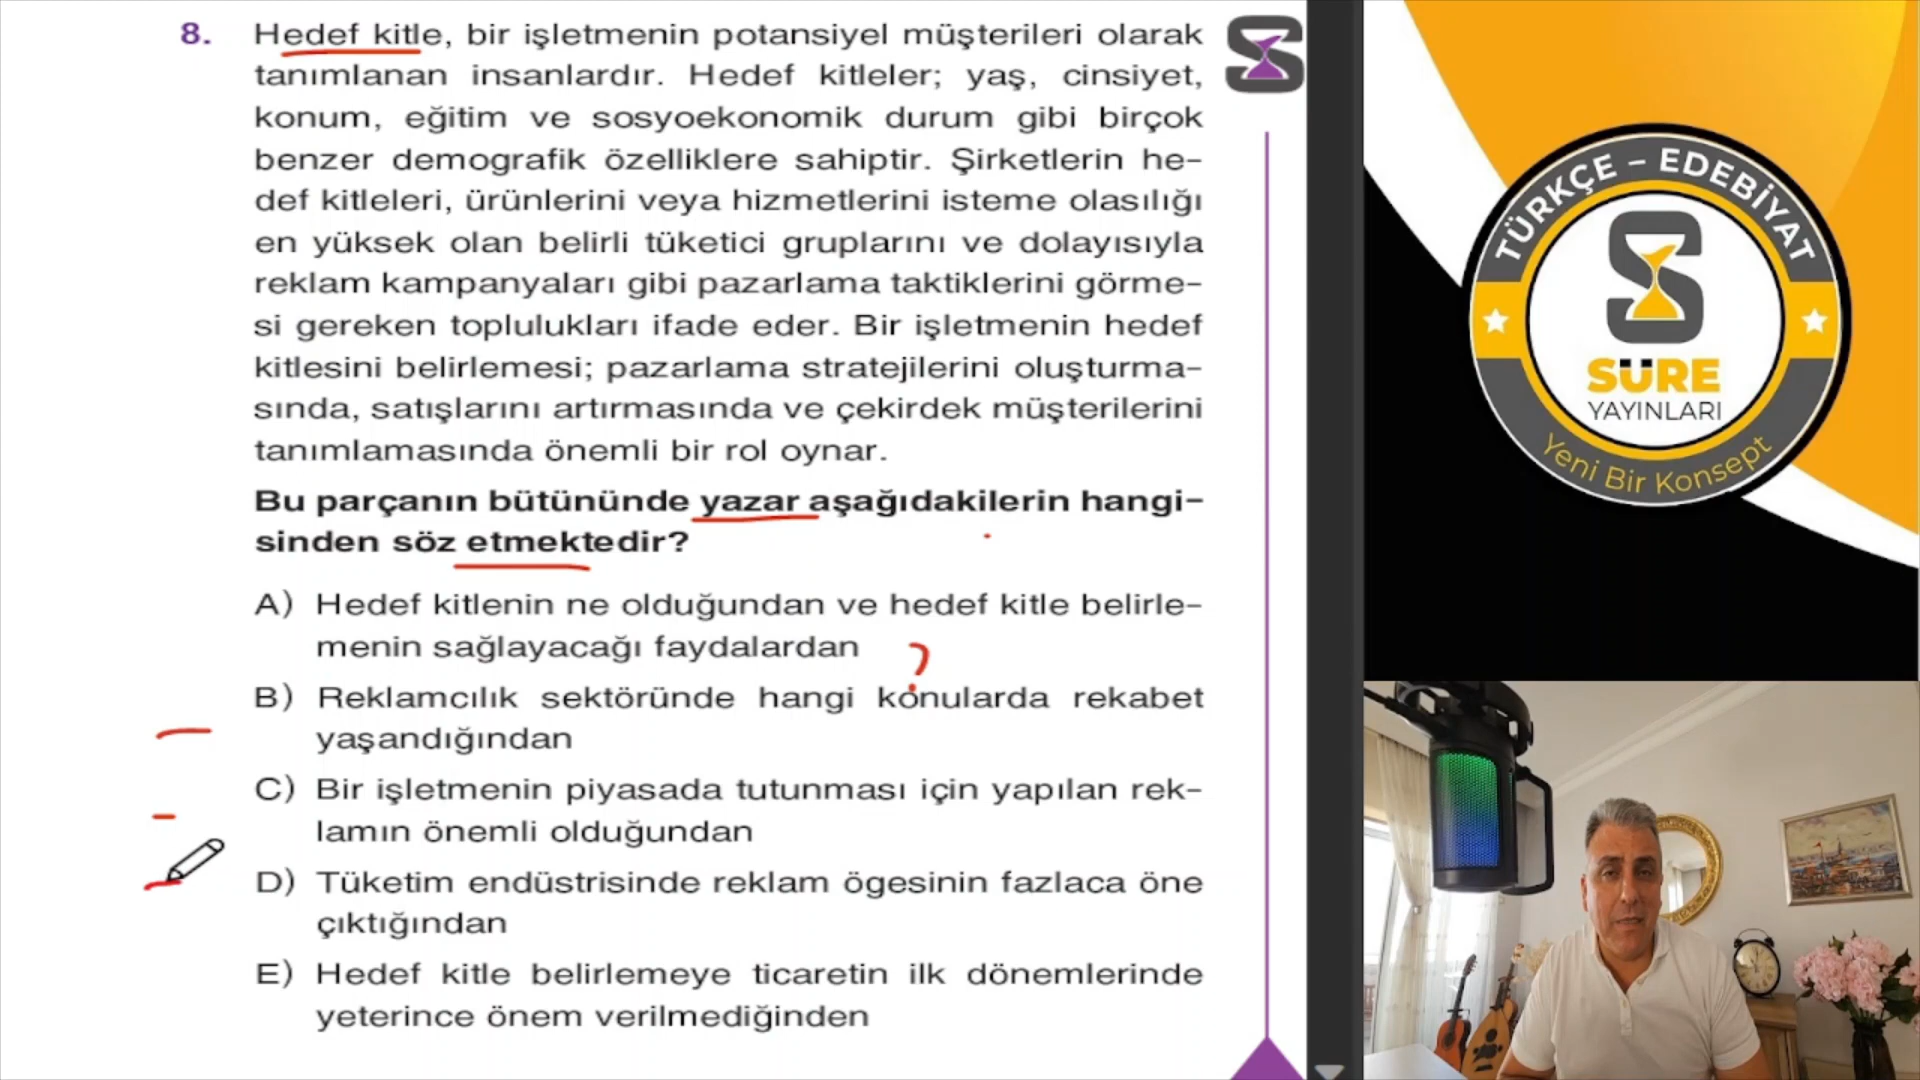 8. Hedef kitle, bir işletmenin potansiyel müşterileri olarak
tanımlanan insanlardır. Hedef kitleler; yaş, cinsiyet,
konum, eğitim ve sosyoekonomik durum gibi birçok
benzer demografik özelliklere sahiptir. Şirketlerin he-
def kitleleri, ürünlerini veya hizmetlerini isteme olasılığı
en yüksek olan belirli tüketici gruplarını ve dolayısıyla
reklam kampanyaları gibi pazarlama taktiklerini görme-
si gereken toplulukları ifade eder. Bir işletmenin hedef
kitlesini belirlemesi; pazarlama stratejilerini oluşturma-
sında, satışlarını artırmasında ve çekirdek müşterilerini
tanımlamasında önemli bir rol oynar.
Bu parçanın bütününde yazar aşağıdakilerin hangi-
sinden söz etmektedir?
A) Hedef kitlenin ne olduğundan ve hedef kitle belirle-
menin sağlayacağı faydalardan
?
B) Reklamcılık sektöründe hangi konularda rekabet
yaşandığından
C) Bir işletmenin piyasada tutunması için yapılan rek-
lamın önemli olduğundan
D) Tüketim endüstrisinde reklam ögesinin fazlaca öne
çıktığından
E) Hedef kitle belirlemeye ticaretin ilk dönemlerinde
yeterince önem verilmediğinden
TÜRKÇE – EDEBİYAT
SÜRE
YAYINLARI
Yeni Bir Konsept